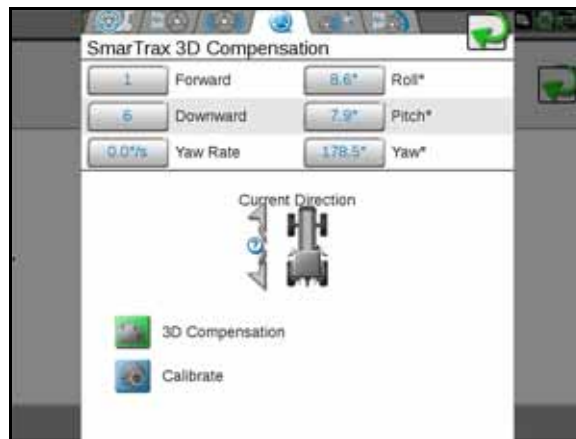 SmarTrax 3D Compensation
1 Forward 8.6° Roll*
6 Downward 7.9° Pitch*
0.0°/s Yaw Rate 178.5° Yaw*
Current Direction
?
3D Compensation
Calibrate